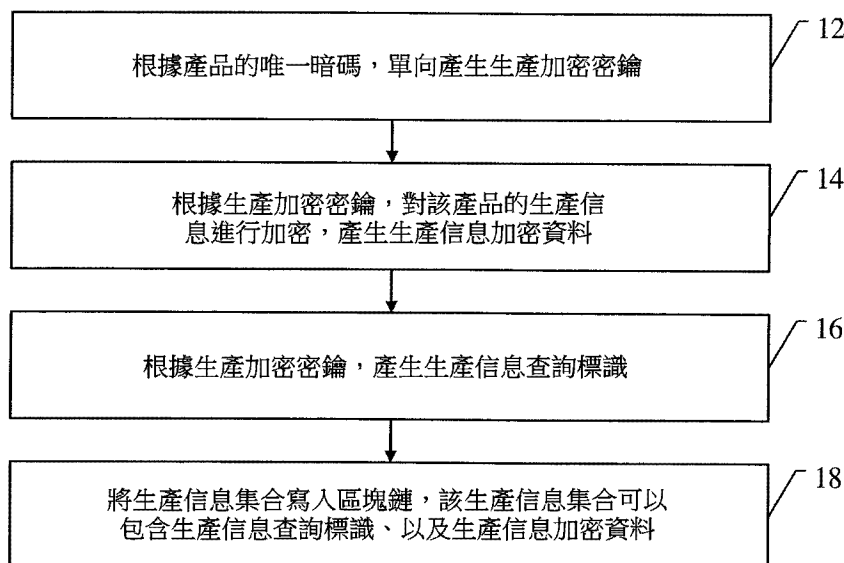 12
根據產品的唯一暗碼，單向產生生產加密密鑰
14
根據生產加密密鑰，對該產品的生產信
息進行加密，產生生產信息加密資料
16
根據生產加密密鑰，產生生產信息查詢標識
18
將生產信息集合寫入區塊鏈，該生產信息集合可以
包含生產信息查詢標識、以及生產信息加密資料